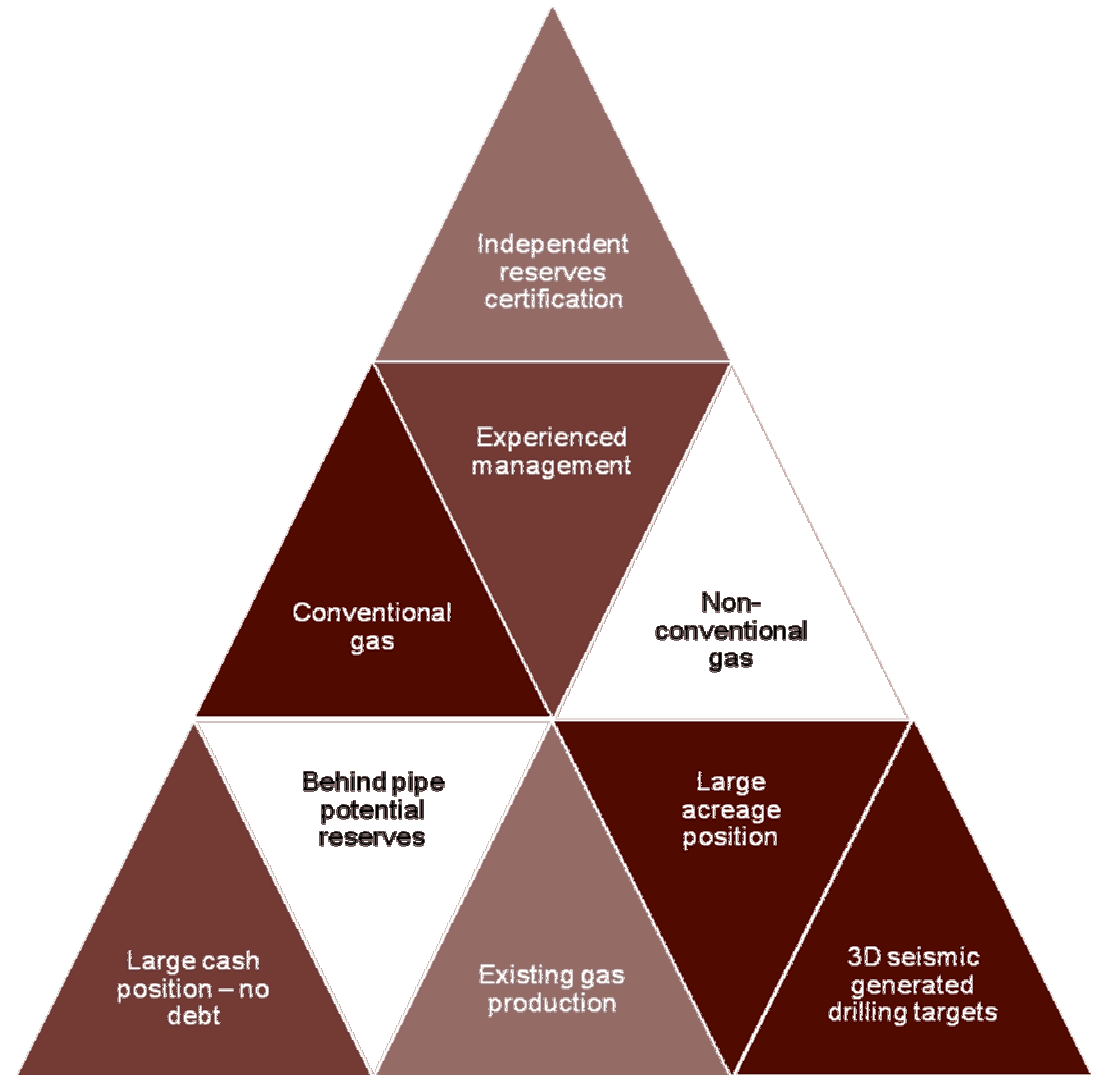 Independent
reserves
certification
Experienced
management
Conventional
gas
Non-
conventional
gas
Behind pipe
potential
reserves
Large
acreage
position
Large cash
position – no
debt
Existing gas
production
3D seismic
generated
drilling targets